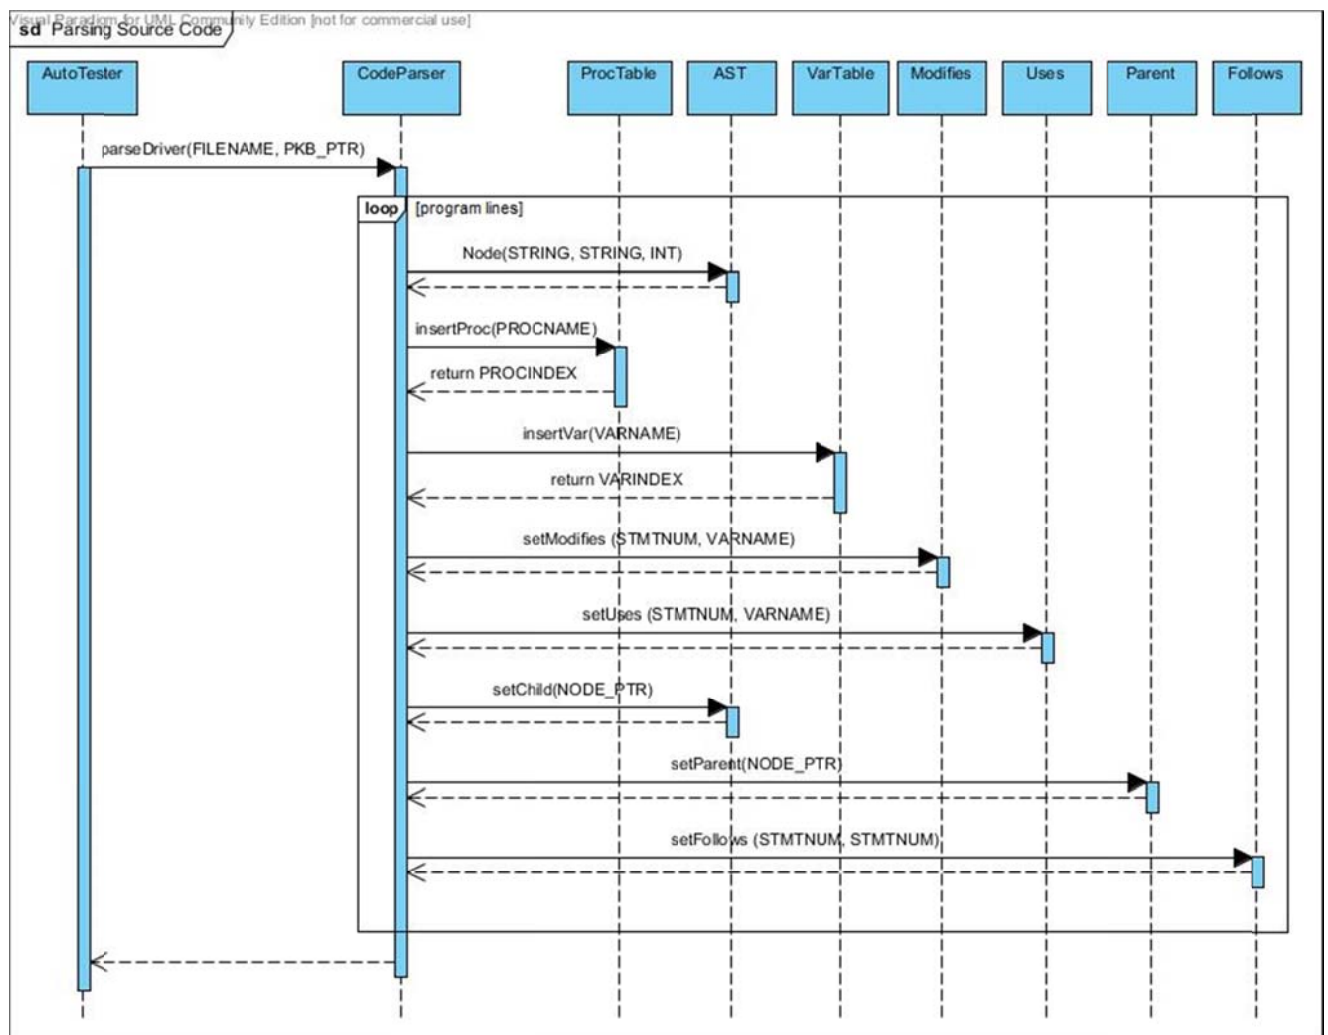 Visual Paradigm for UML Community Edition [not for commercial use]
sd Parsing Source Code
AutoTester CodeParser ProcTable AST VarTable Modifies Uses Parent Follows
parseDriver(FILENAME, PKB_PTR)
loop [program lines]
Node(STRING, STRING, INT)
insertProc(PROCNAME)
return PROCINDEX
insertVar(VARNAME)
return VARINDEX
setModifies (STMTNUM, VARNAME)
setUses (STMTNUM, VARNAME)
setChild(NODE_PTR)
setParent(NODE_PTR)
setFollows (STMTNUM, STMTNUM)